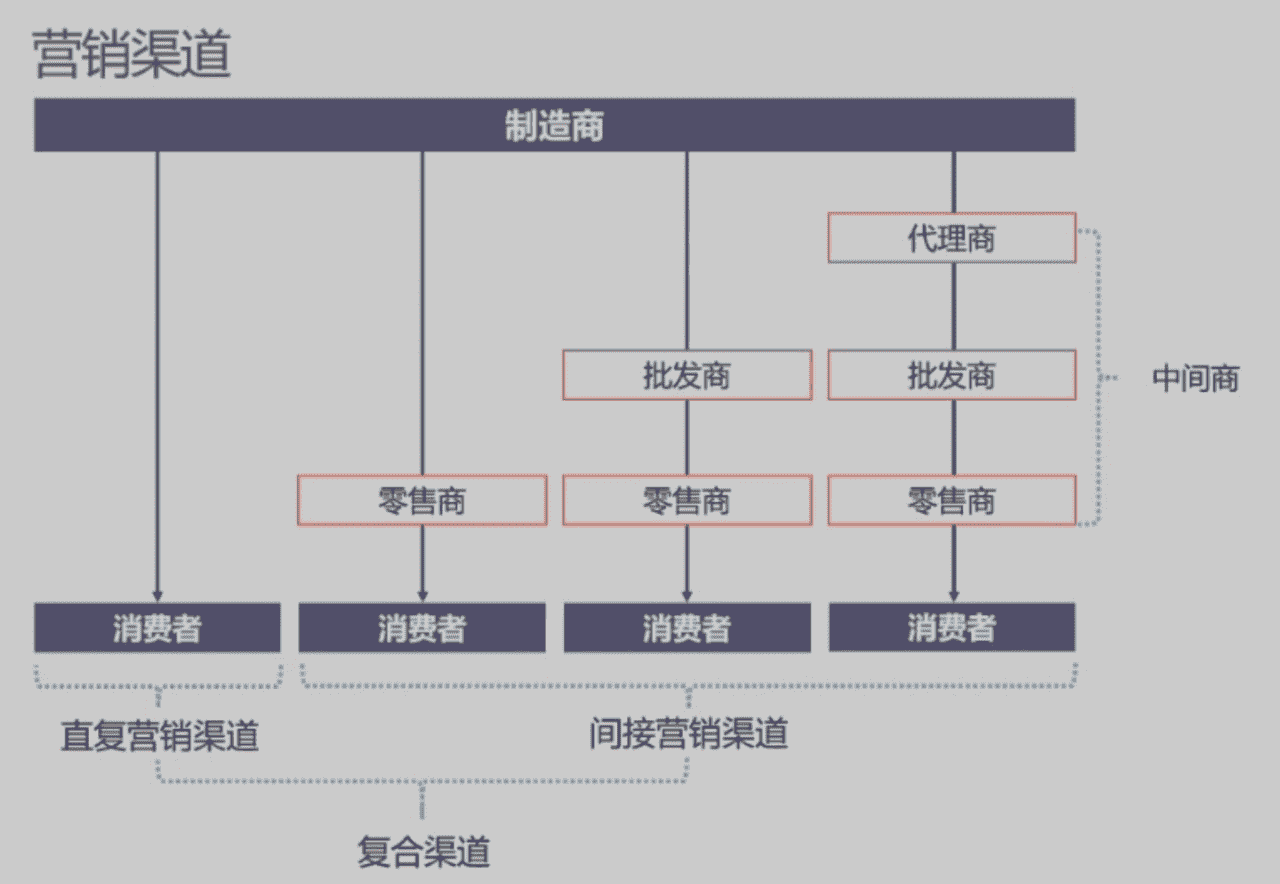 营销渠道
制造商
代理商
批发商 批发商 中间商
零售商 零售商 零售商
消费者 消费者 消费者 消费者
直复营销渠道 间接营销渠道
复合渠道